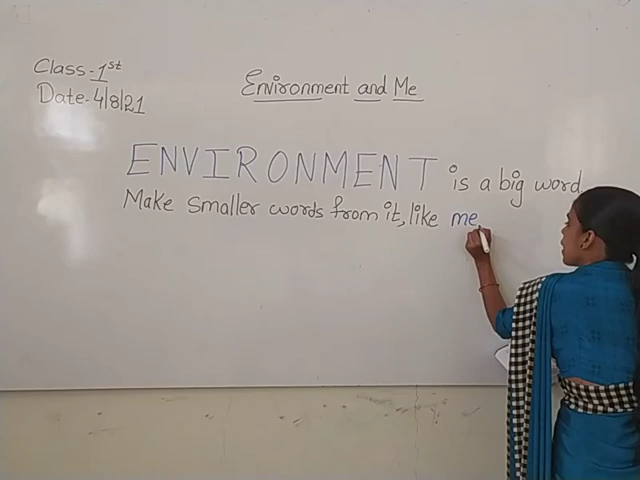 Class-1st
Date-4/8/21
Environment and Me
ENVIRONMENT is a big word
Make smaller words from it, like me